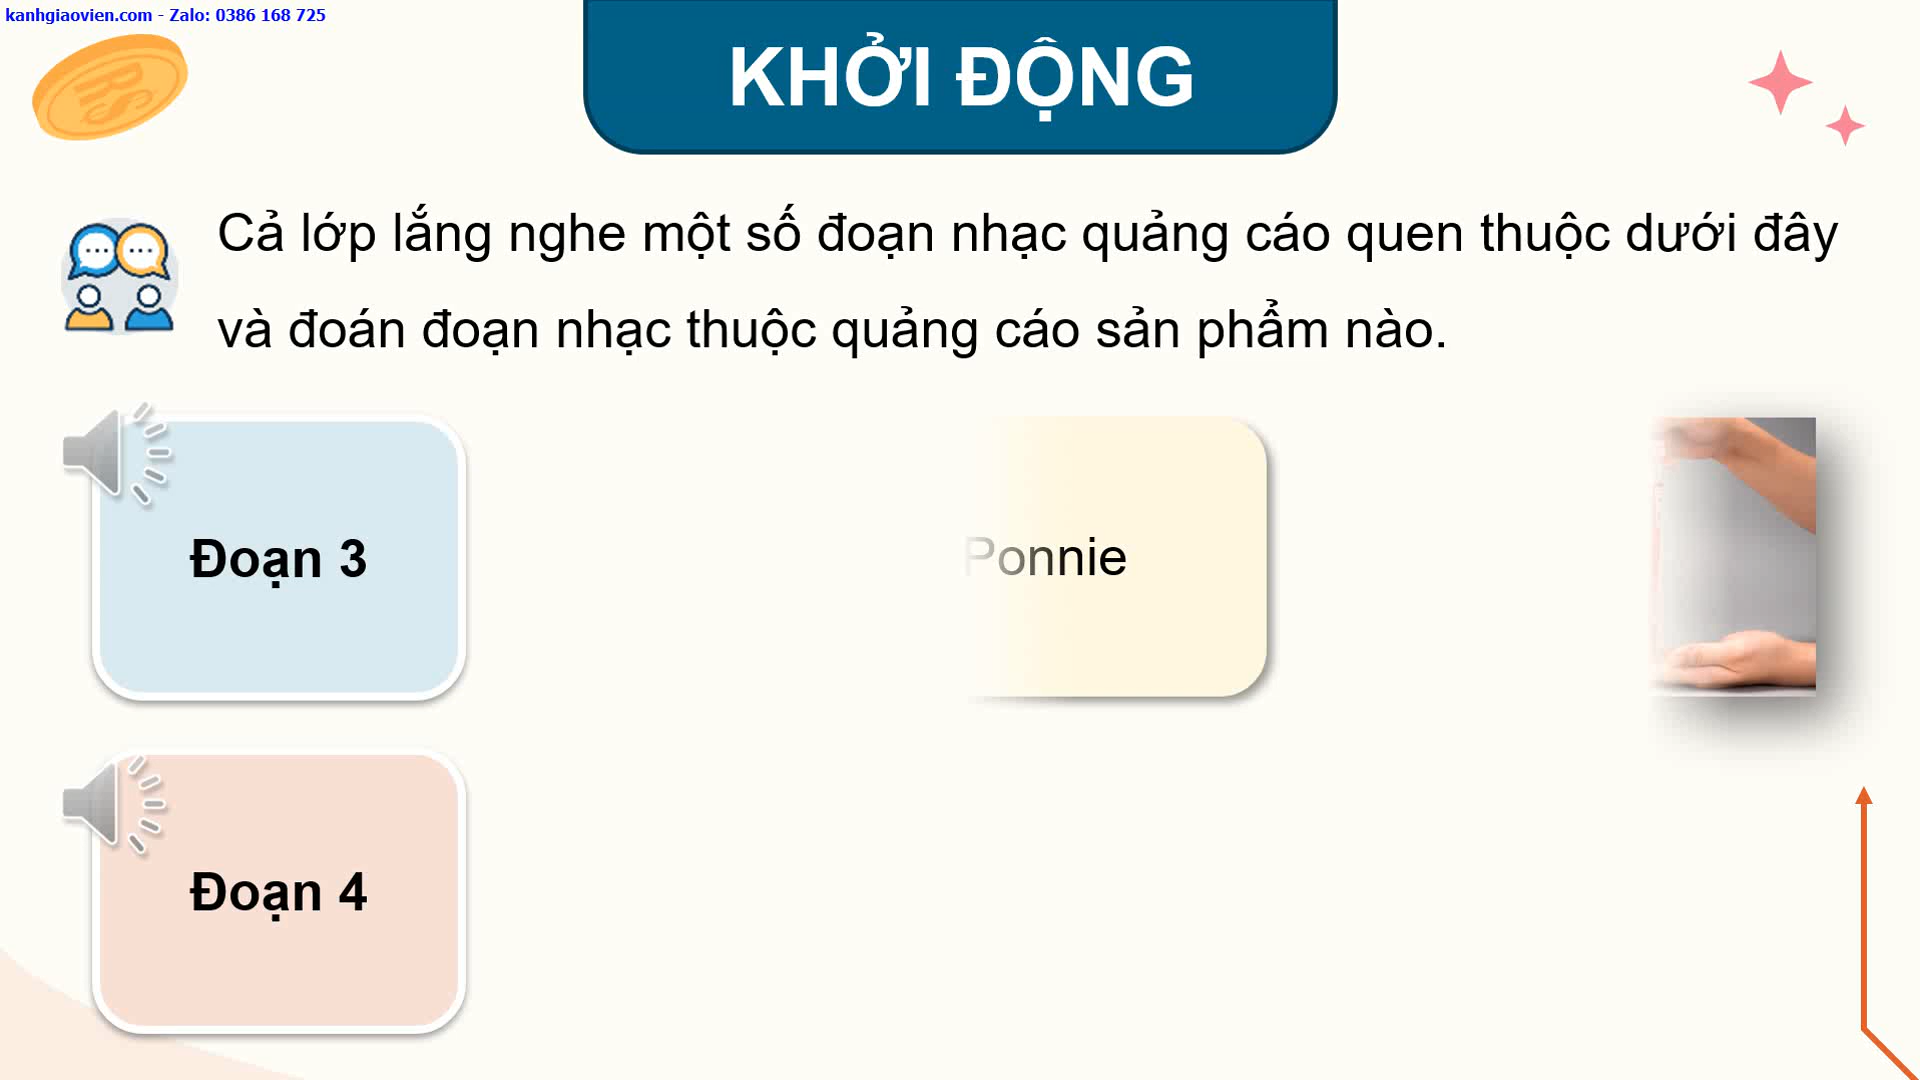 kanhgiaovien.com - Zalo: 0386 168 725
KHỞI ĐỘNG
Cả lớp lắng nghe một số đoạn nhạc quảng cáo quen thuộc dưới đây
và đoán đoạn nhạc thuộc quảng cáo sản phẩm nào.
Đoạn 3
Ponnie
Đoạn 4